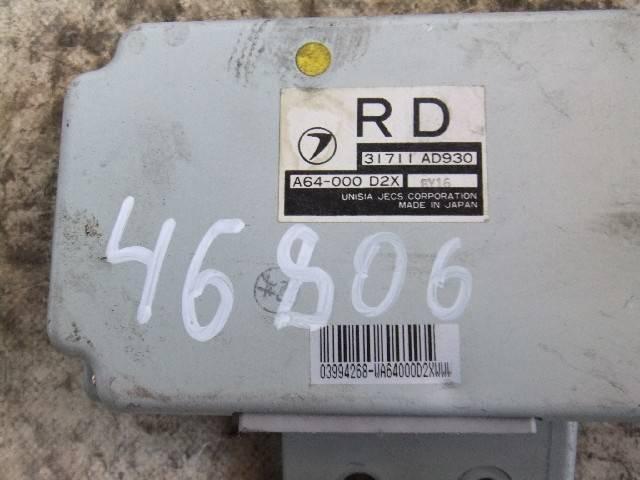 RD
31711 AD930
A64-000 D2X
UNISIA JECS CORPORATION
MADE IN JAPAN
46806
03994268-WA64000D2XWWW